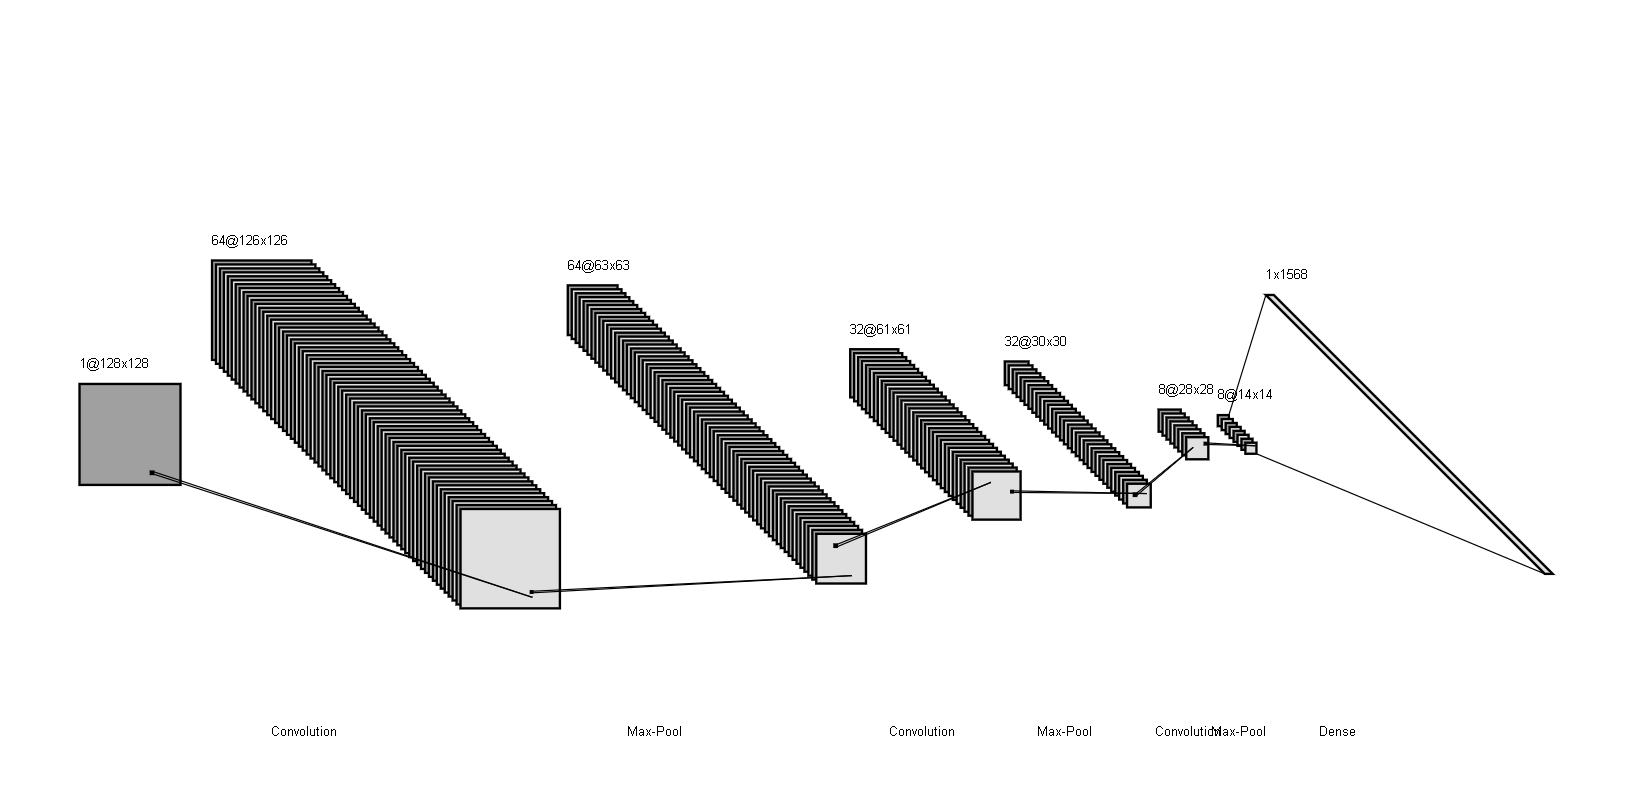 64@126x126
64@63x63
1x1568
32@61x61
32@30x30
1@128x128
8@28x28
8@14x14
Convolution
Max-Pool
Convolution
Max-Pool
Convolution
Max-Pool
Dense